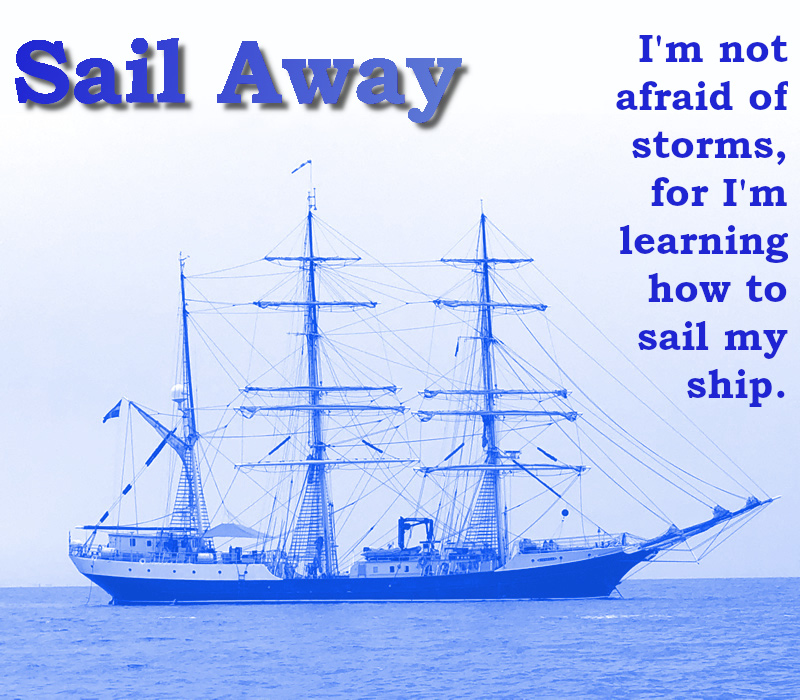 Sail Away
I'm not
afraid of
storms,
for I'm
learning
how to
sail my
ship.